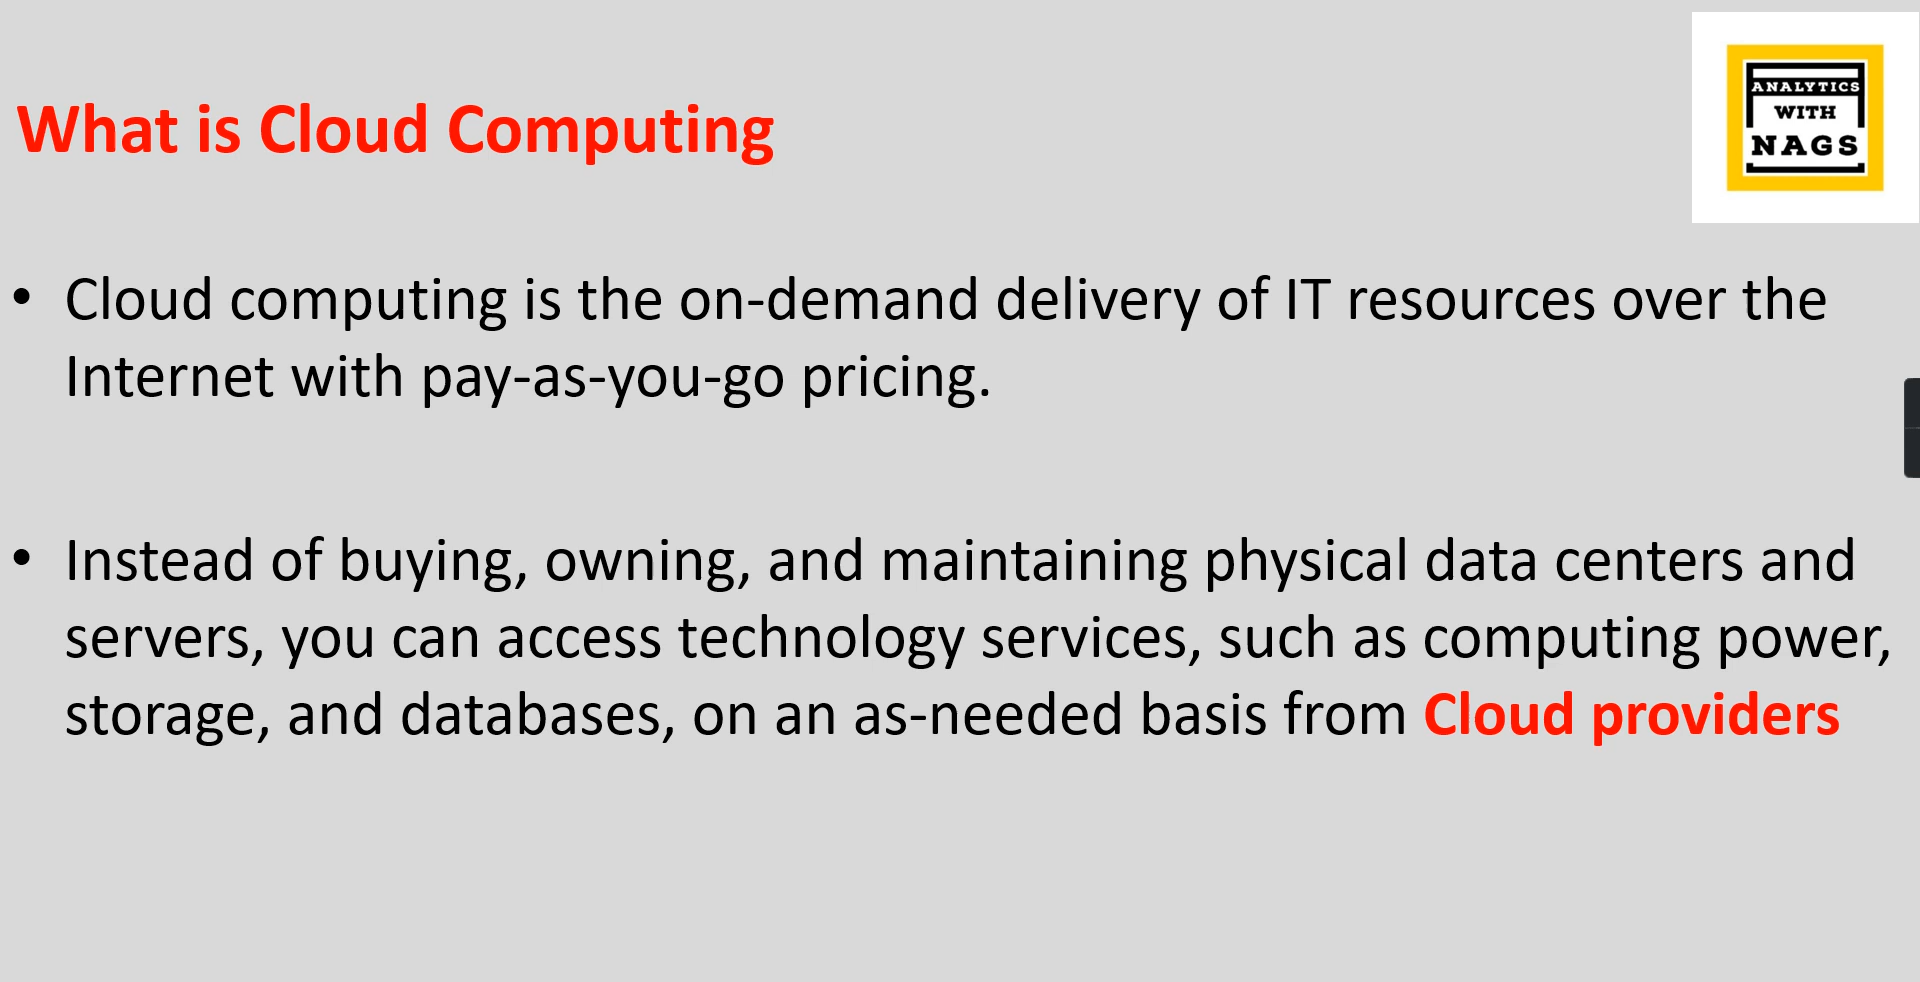 ANALYTICS
WITH
NAGS
What is Cloud Computing
• Cloud computing is the on-demand delivery of IT resources over the
Internet with pay-as-you-go pricing.
• Instead of buying, owning, and maintaining physical data centers and
servers, you can access technology services, such as computing power,
storage, and databases, on an as-needed basis from Cloud providers